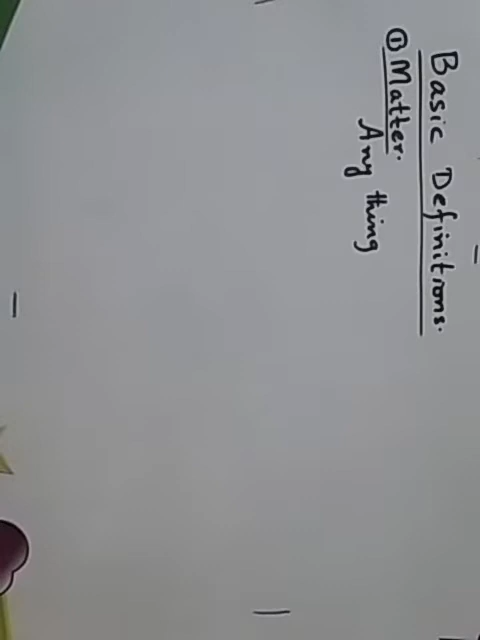 Basic Definitions.
① Matter.
Any thing